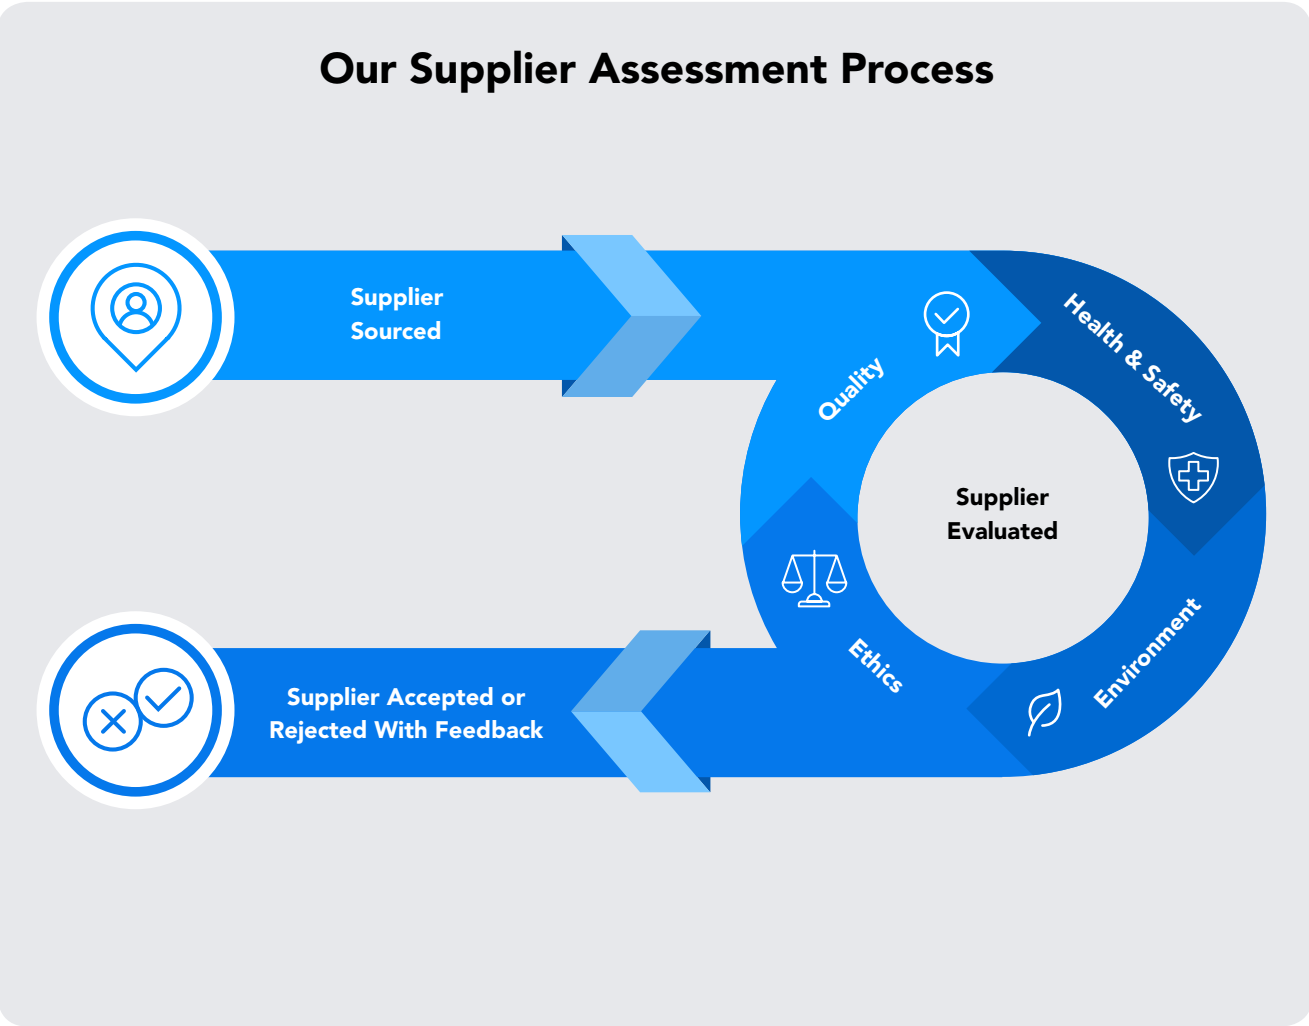 Our Supplier Assessment Process
Supplier
Sourced
Quality
Health & Safety
Supplier
Evaluated
Environment
Ethics
Supplier Accepted or
Rejected With Feedback